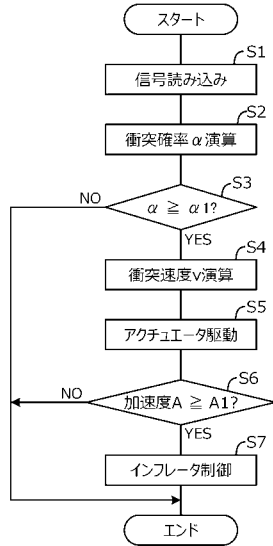 スタート
S1
信号読み込み
S2
衝突確率α演算
S3
α ≧ α1?
NO
YES
S4
衝突速度v演算
S5
アクチュエータ駆動
S6
加速度A ≧ A1?
NO
YES
S7
インフレータ制御
エンド